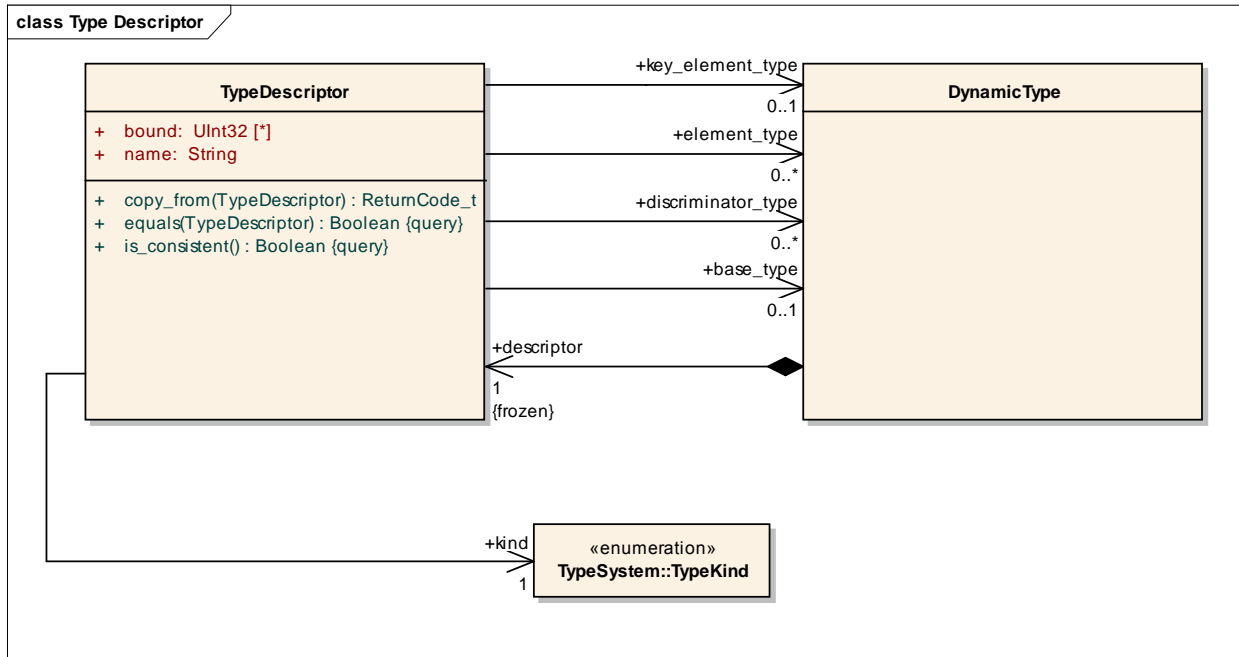 class Type Descriptor
TypeDescriptor
+ bound: UInt32 [*]
+ name: String
+ copy_from(TypeDescriptor) : ReturnCode_t
+ equals(TypeDescriptor) : Boolean {query}
+ is_consistent() : Boolean {query}
+key_element_type
0..1
+element_type
0..*
+discriminator_type
0..*
+base_type
0..1
+descriptor
1
{frozen}
DynamicType
+kind
1
«enumeration»
TypeSystem::TypeKind